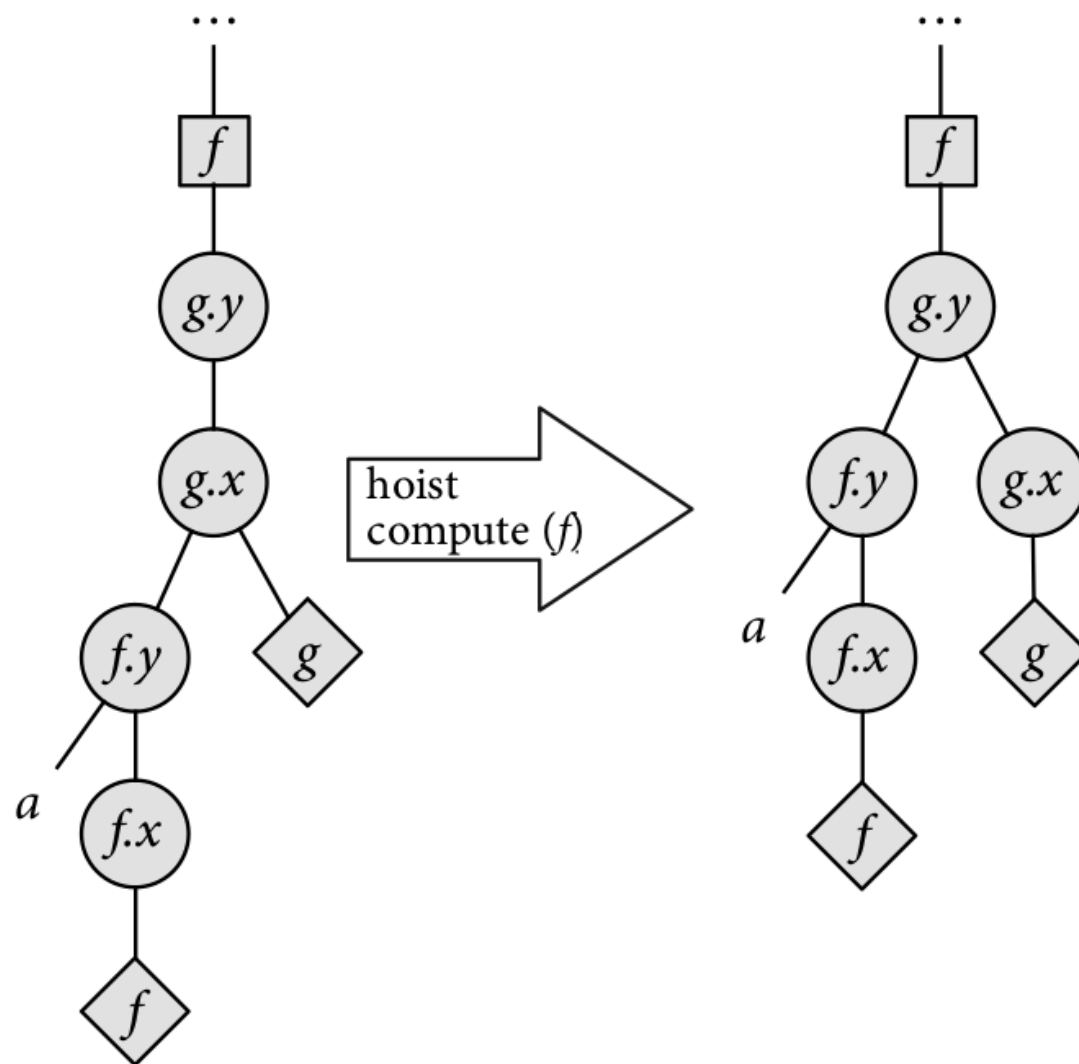 ... ...
f f
g.y g.y
g.x f.y g.x
hoist
compute (f)
f.y g a f.x g
a f.x f
f